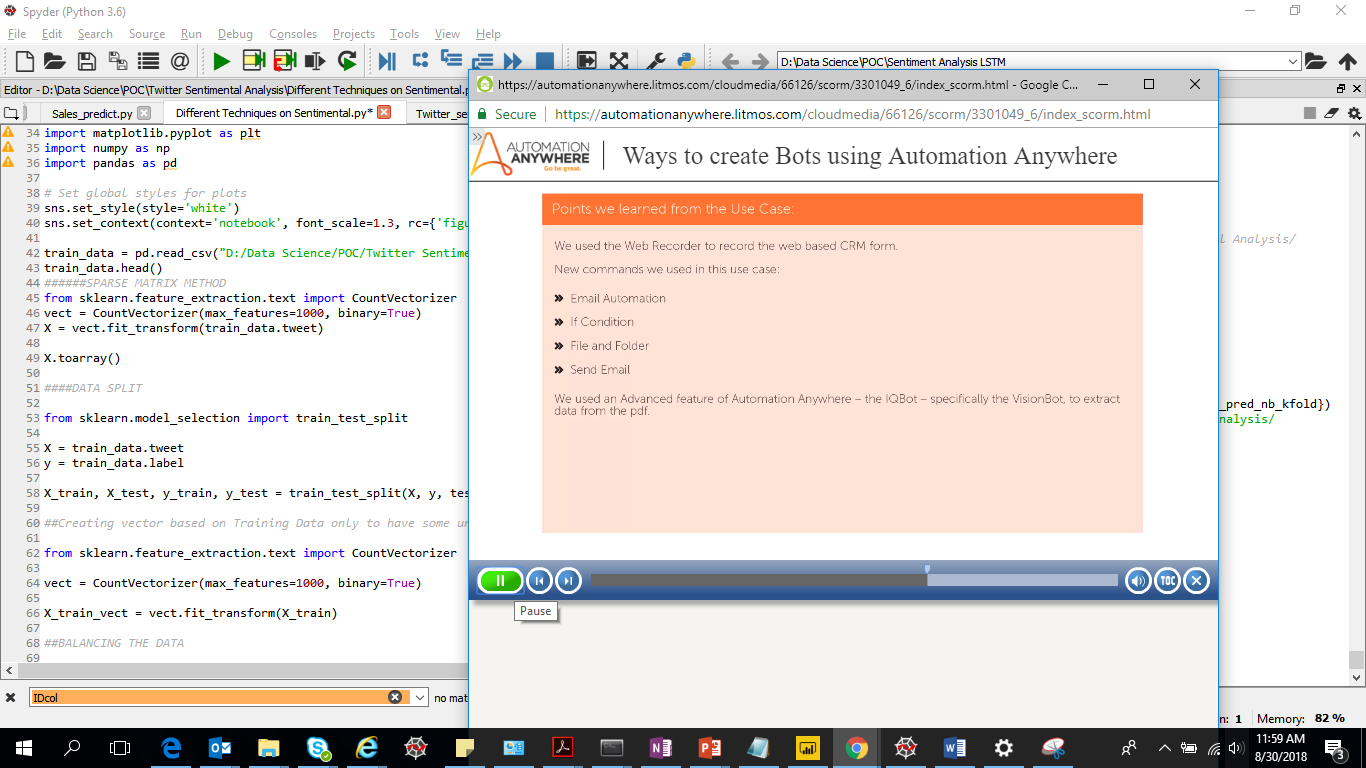 Spyder (Python 3.6)
File Edit Search Source Run Debug Consoles Projects Tools View Help
D:\Data Science\POC\Sentiment Analysis LSTM
Editor - D:\Data Science\POC\Twitter Sentimental Analysis\Different Techniques on Sentimental.p
Sales_predict.py
Different Techniques on Sentimental.py*
Twitter_se
34 import matplotlib.pyplot as plt
35 import numpy as np
36 import pandas as pd
37
38 # Set global styles for plots
39 sns.set_style(style='white')
40 sns.set_context(context='notebook', font_scale=1.3, rc={'figu
41
42 train_data = pd.read_csv("D:/Data Science/POC/Twitter Sentime
43 train_data.head()
44 ######SPARSE MATRIX METHOD
45 from sklearn.feature_extraction.text import CountVectorizer
46 vect = CountVectorizer(max_features=1000, binary=True)
47 X = vect.fit_transform(train_data.tweet)
48
49 X.toarray()
50
51 ####DATA SPLIT
52
53 from sklearn.model_selection import train_test_split
54
55 X = train_data.tweet
56 y = train_data.label
57
58 X_train, X_test, y_train, y_test = train_test_split(X, y, tes
59
60 ##Creating vector based on Training Data only to have some un
61
62 from sklearn.feature_extraction.text import CountVectorizer
63
64 vect = CountVectorizer(max_features=1000, binary=True)
65
66 X_train_vect = vect.fit_transform(X_train)
67
68 ##BALANCING THE DATA
69
l Analysis/
_pred_nb_kfold})
nalysis/
IDcol
no mat
n: 1 Memory: 82 %
https://automationanywhere.litmos.com/cloudmedia/66126/scorm/3301049_6/index_scorm.html - Google C...
Secure https://automationanywhere.litmos.com/cloudmedia/66126/scorm/3301049_6/index_scorm.html
AUTOMATION
ANYWHERE
Go be great.
Ways to create Bots using Automation Anywhere
Points we learned from the Use Case:
We used the Web Recorder to record the web based CRM form.
New commands we used in this use case:
» Email Automation
» If Condition
» File and Folder
» Send Email
We used an Advanced feature of Automation Anywhere – the IQBot – specifically the VisionBot, to extract
data from the pdf.
TOC
Pause
11:59 AM
8/30/2018
3